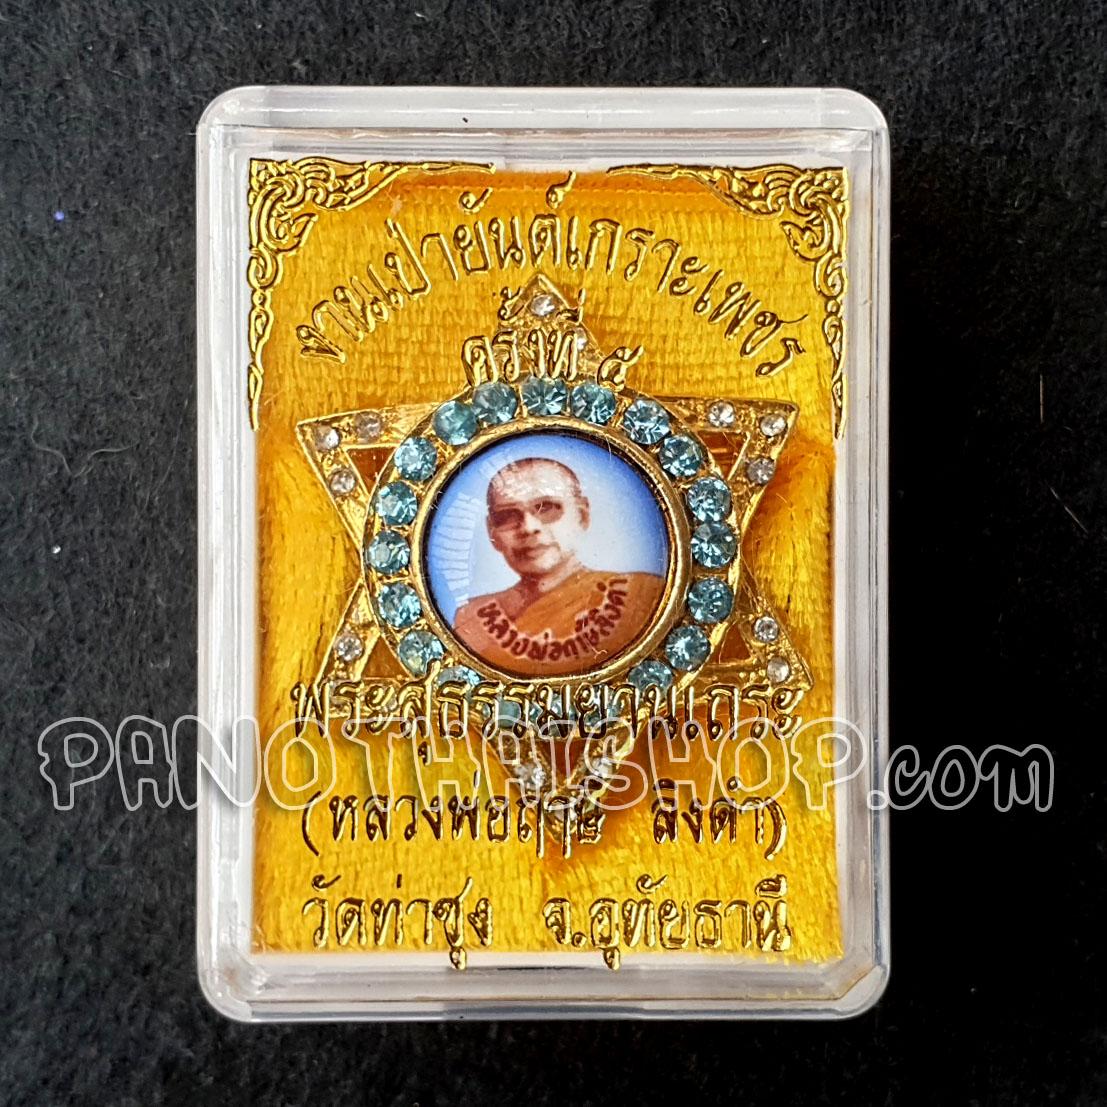 งานเป่ายันต์เกราะเพชร
ครั้งที่ ๕
หลวงพ่อฤาษีลิงดำ
พระสุธรรมยานเถระ
PANOTHAISHOP.com
(หลวงพ่อฤาษี ลิงดำ)
วัดท่าซุง จ.อุทัยธานี